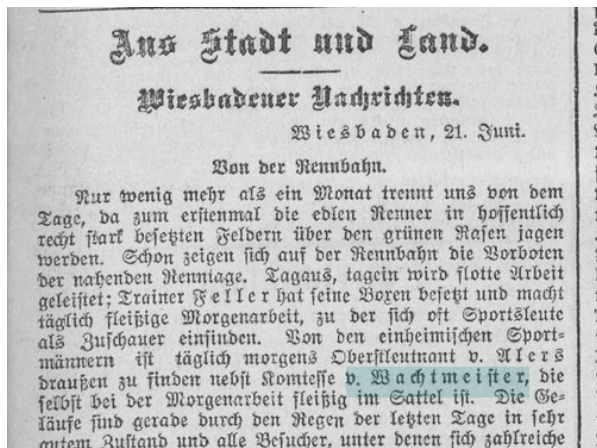 Aus Stadt und Land.
Wiesbadener Nachrichten.
Wiesbaden, 21. Juni.
Von der Rennbahn.
Nur wenig mehr als ein Monat trennt uns von dem
Tage, da zum erstenmal die edlen Renner in hoffentlich
recht stark besetzten Feldern über den grünen Rasen jagen
werden. Schon zeigen sich auf der Rennbahn die Vorboten
der nahenden Renntage. Tagaus, tagein wird flotte Arbeit
geleistet; Trainer Feller hat seine Boxen besetzt und macht
täglich fleißige Morgenarbeit, zu der sich oft Sportsleute
als Zuschauer einfinden. Von den einheimischen Sport-
männern ist täglich morgens Oberstleutnant v. Alers
draußen zu finden nebst Komtesse v. Wachtmeister, die
selbst bei der Morgenarbeit fleißig im Sattel ist. Die Ge-
läufe sind gerade durch den Regen der letzten Tage in sehr
gutem Zustand und alle Besucher, unter denen sich zahlreiche